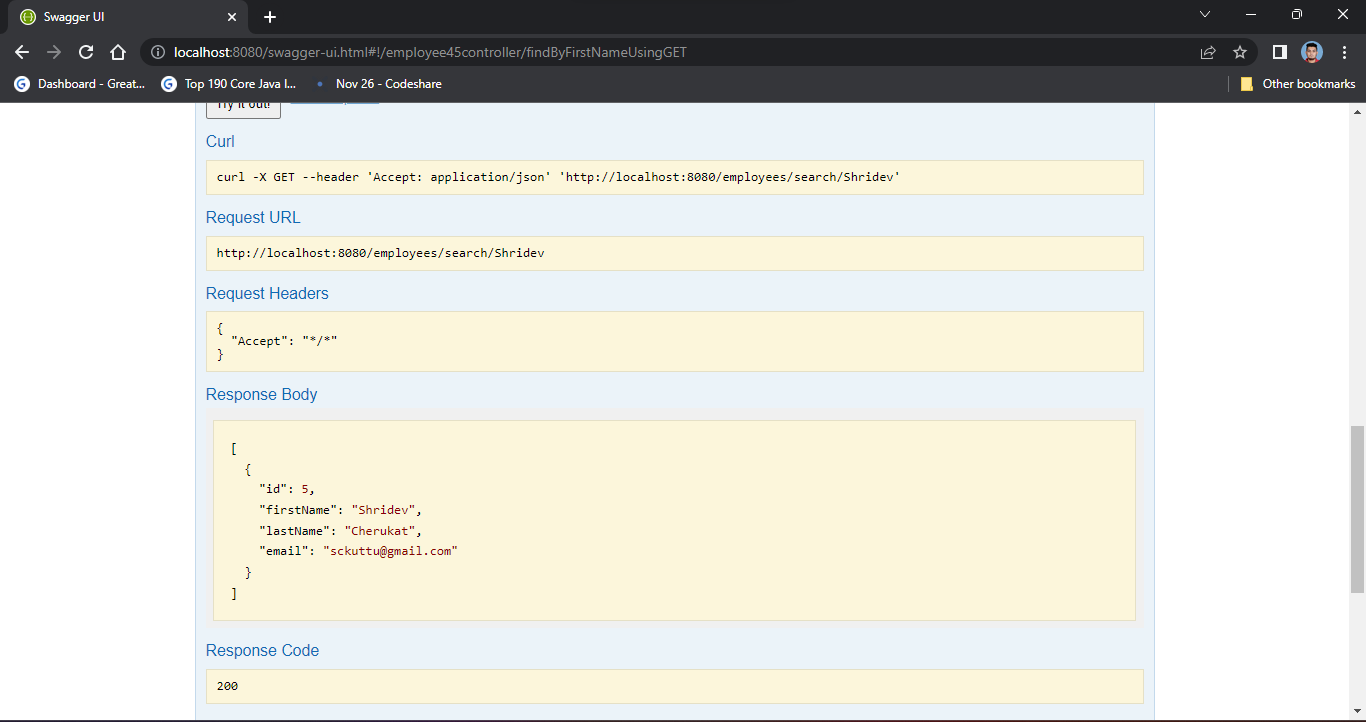 Swagger UI
localhost:8080/swagger-ui.html#!/employee45controller/findByFirstNameUsingGET
Dashboard - Great... Top 190 Core Java I... Nov 26 - Codeshare Other bookmarks
Try it out!
Curl
curl -X GET --header 'Accept: application/json' 'http://localhost:8080/employees/search/Shridev'
Request URL
http://localhost:8080/employees/search/Shridev
Request Headers
{
"Accept": "*/*"
}
Response Body
[
{
"id": 5,
"firstName": "Shridev",
"lastName": "Cherukat",
"email": "sckuttu@gmail.com"
}
]
Response Code
200